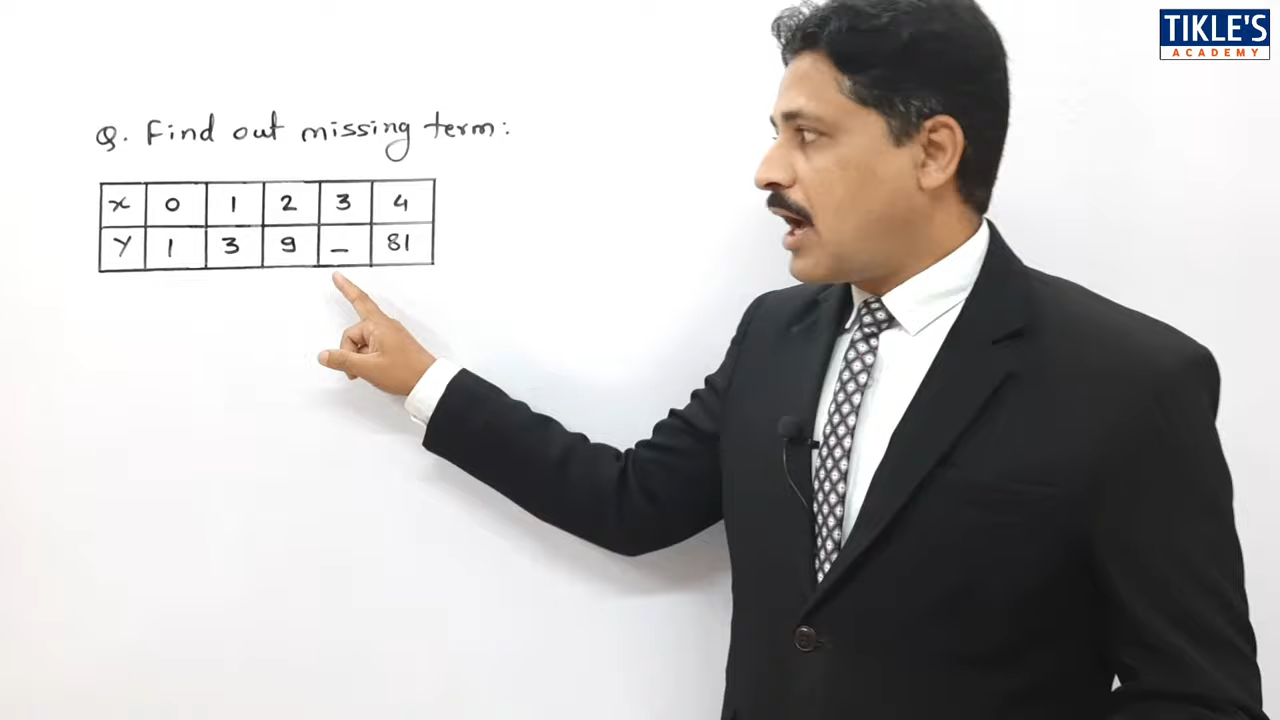 TIKLE'S
ACADEMY
Q. Find out missing term:
x 0 1 2 3 4
y 1 3 9 _ 81